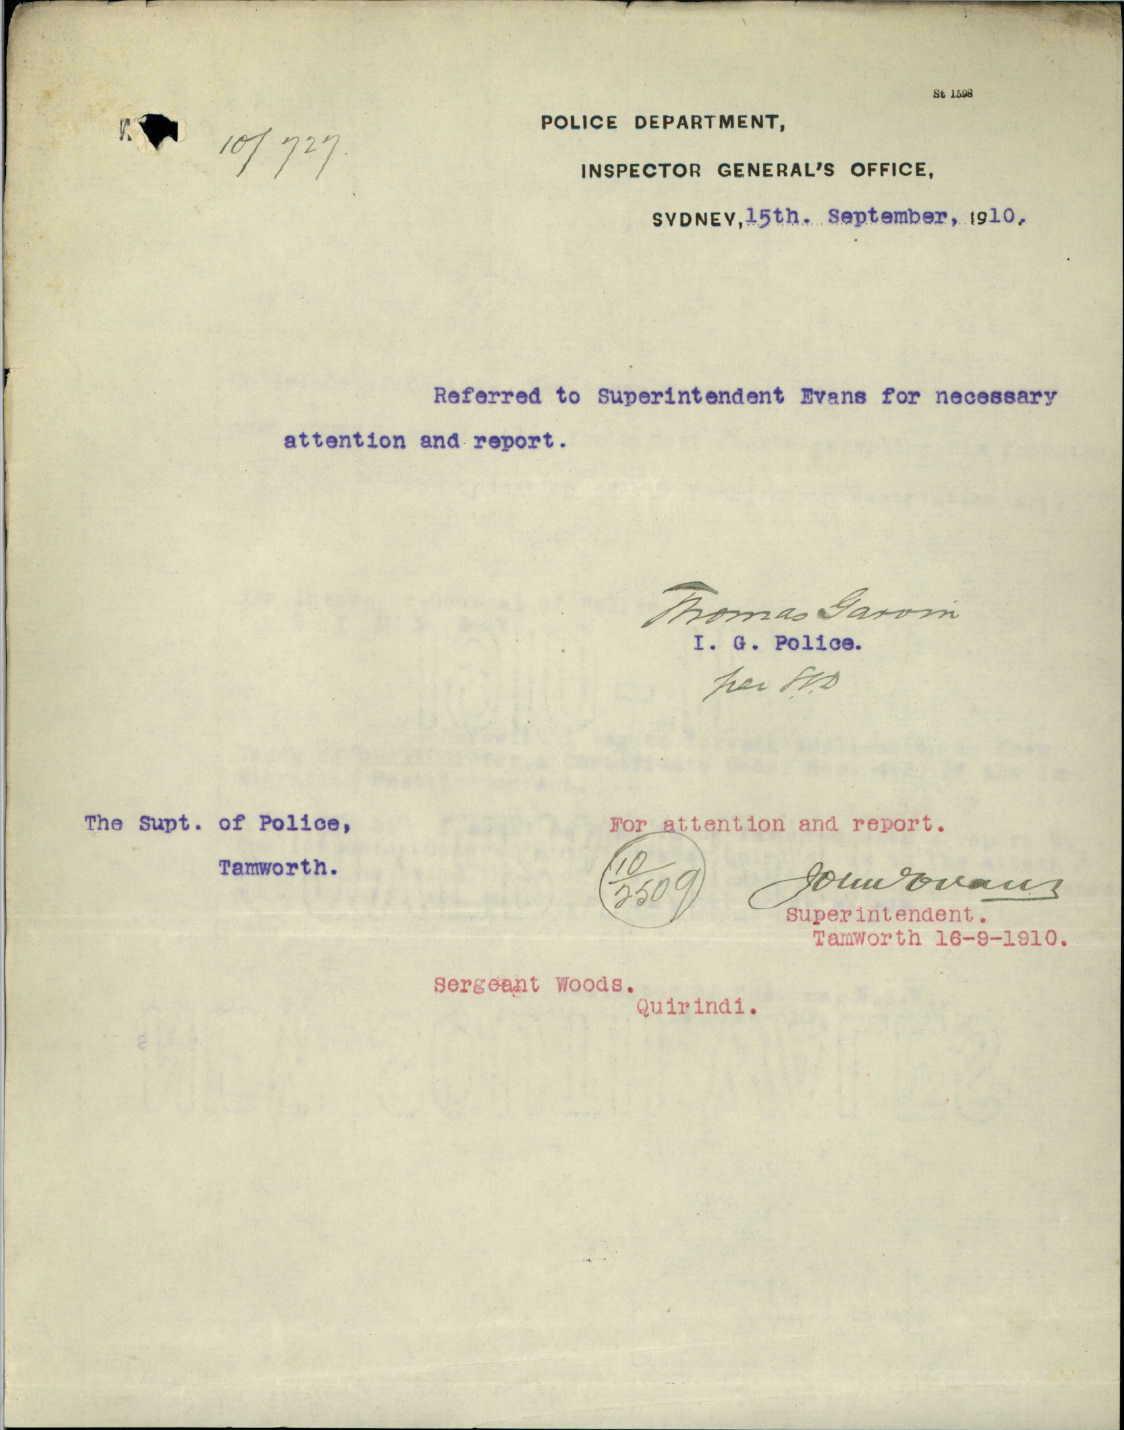 St 1598
10/727.
POLICE DEPARTMENT,
INSPECTOR GENERAL'S OFFICE,
SYDNEY, 15th. September, 1910.
Referred to Superintendent Evans for necessary
attention and report.
Thomas Garvin
I. G. Police.
per
The Supt. of Police,
Tamworth.
For attention and report.
10
2509
John Evans
Superintendent.
Tamworth 16-9-1910.
Sergeant Woods.
Quirindi.